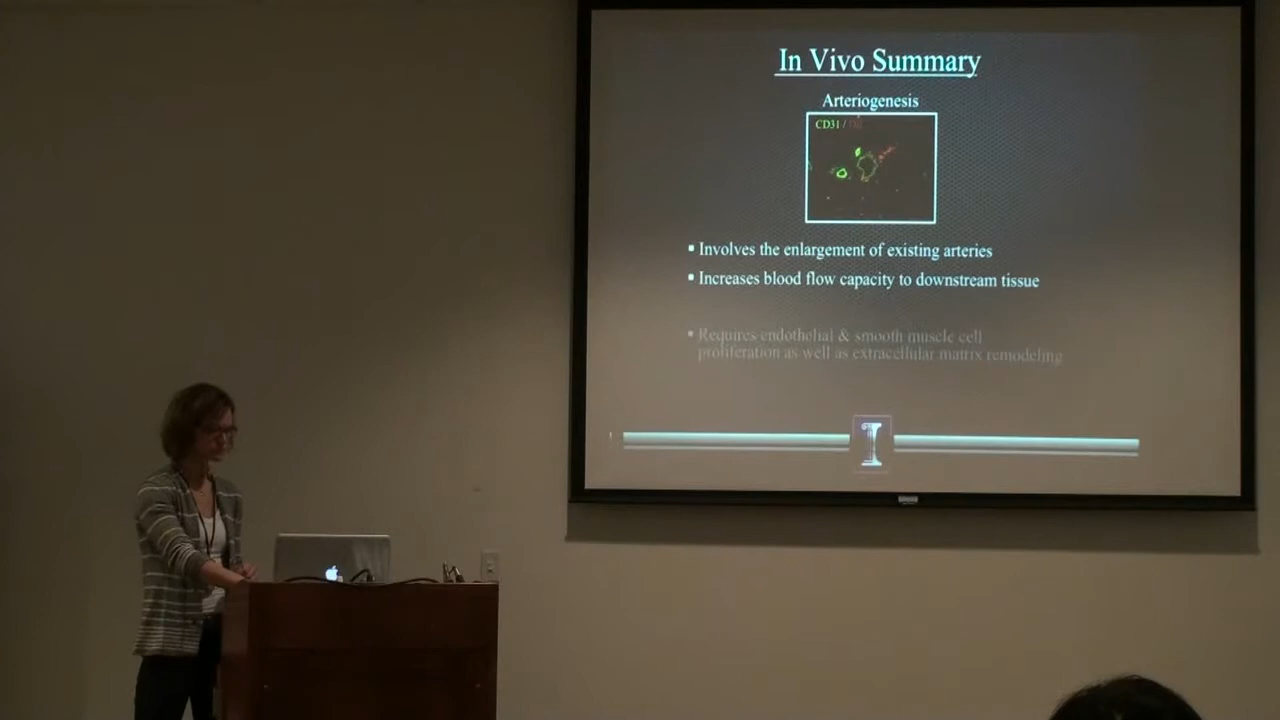 In Vivo Summary
Arteriogenesis
CD31 /
▪ Involves the enlargement of existing arteries
▪ Increases blood flow capacity to downstream tissue
▪ Requires endothelial & smooth muscle cell
proliferation as well as extracellular matrix remodeling
I